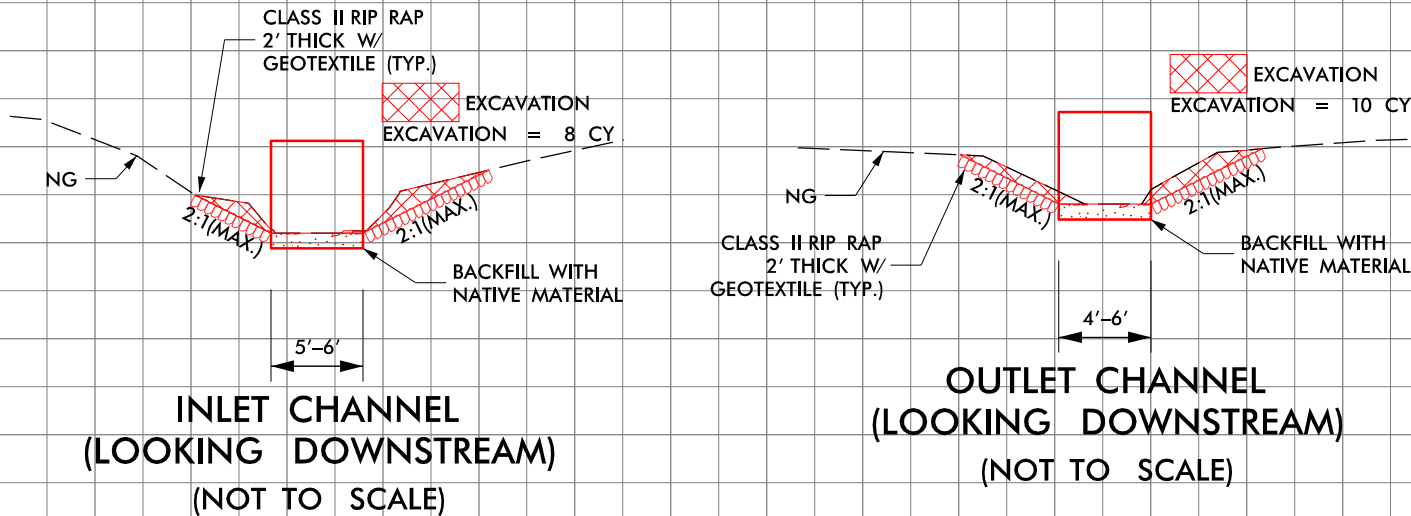 CLASS II RIP RAP
2' THICK W/
GEOTEXTILE (TYP.)
EXCAVATION
EXCAVATION = 8 CY
NG
2:1(MAX.)
2:1(MAX.)
BACKFILL WITH
NATIVE MATERIAL
5'-6'
INLET CHANNEL
(LOOKING DOWNSTREAM)
(NOT TO SCALE)
EXCAVATION
EXCAVATION = 10 CY
NG
2:1(MAX.)
2:1(MAX.)
CLASS II RIP RAP
2' THICK W/
GEOTEXTILE (TYP.)
BACKFILL WITH
NATIVE MATERIAL
4'-6'
OUTLET CHANNEL
(LOOKING DOWNSTREAM)
(NOT TO SCALE)